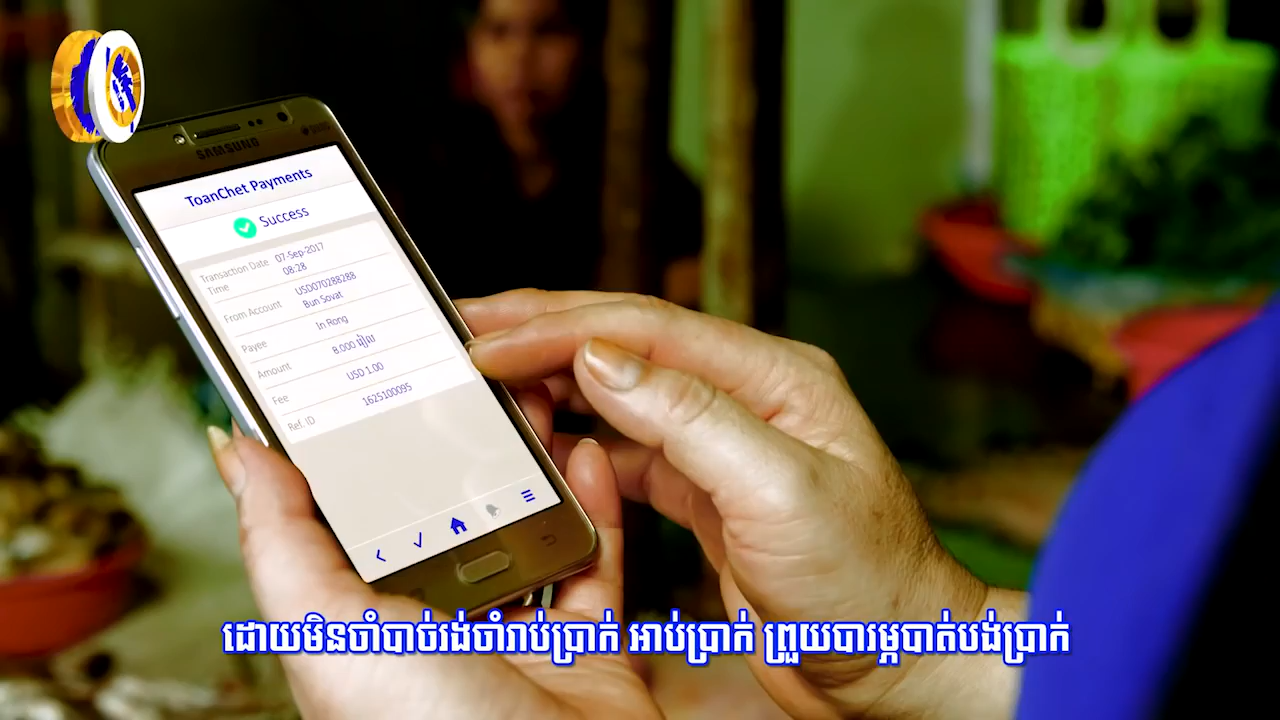 SAMSUNG
ToanChet Payments
Success
Transaction Date 07-Sep-2017
Time 08:28
From Account USD070288288
Bun Sovat
Payee In Rong
Amount 8.000 រៀល
Fee USD 1.00
Ref. ID 1625100095
ដោយមិនចាំបាច់រង់ចាំរាប់ប្រាក់ អាប់ប្រាក់ ព្រួយបារម្ភបាត់បង់ប្រាក់